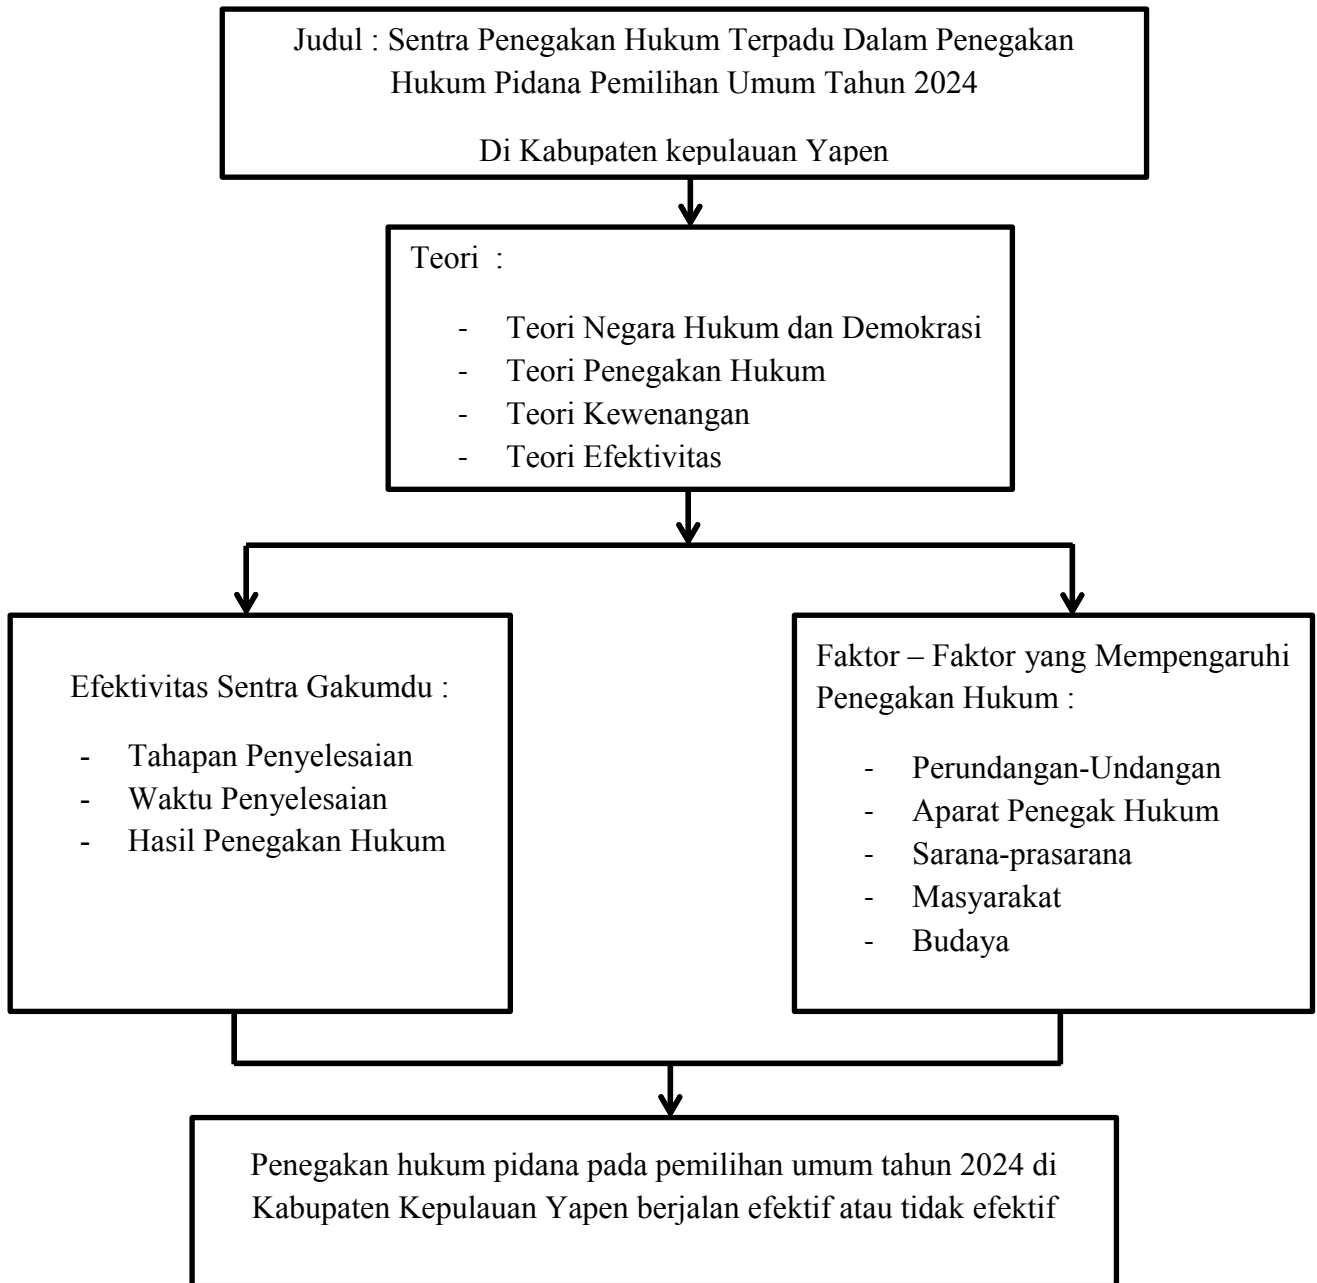 Judul : Sentra Penegakan Hukum Terpadu Dalam Penegakan
Hukum Pidana Pemilihan Umum Tahun 2024
Di Kabupaten kepulauan Yapen
Teori :
- Teori Negara Hukum dan Demokrasi
- Teori Penegakan Hukum
- Teori Kewenangan
- Teori Efektivitas
Efektivitas Sentra Gakumdu :
- Tahapan Penyelesaian
- Waktu Penyelesaian
- Hasil Penegakan Hukum
Faktor – Faktor yang Mempengaruhi
Penegakan Hukum :
- Perundangan-Undangan
- Aparat Penegak Hukum
- Sarana-prasarana
- Masyarakat
- Budaya
Penegakan hukum pidana pada pemilihan umum tahun 2024 di
Kabupaten Kepulauan Yapen berjalan efektif atau tidak efektif